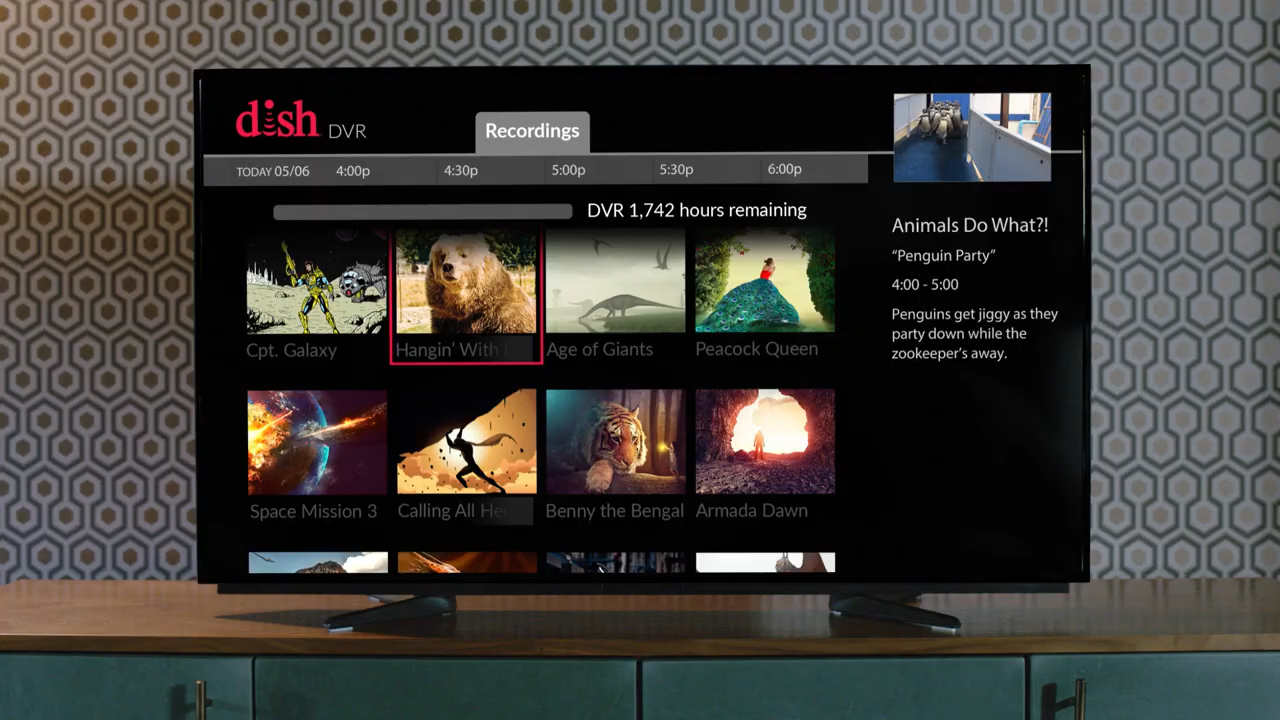 dish DVR
Recordings
TODAY 05/06 4:00p 4:30p 5:00p 5:30p 6:00p
DVR 1,742 hours remaining
Cpt. Galaxy
Hangin' With
Age of Giants
Peacock Queen
Space Mission 3
Calling All He
Benny the Bengal
Armada Dawn
Animals Do What?!
“Penguin Party”
4:00 - 5:00
Penguins get jiggy as they
party down while the
zookeeper's away.